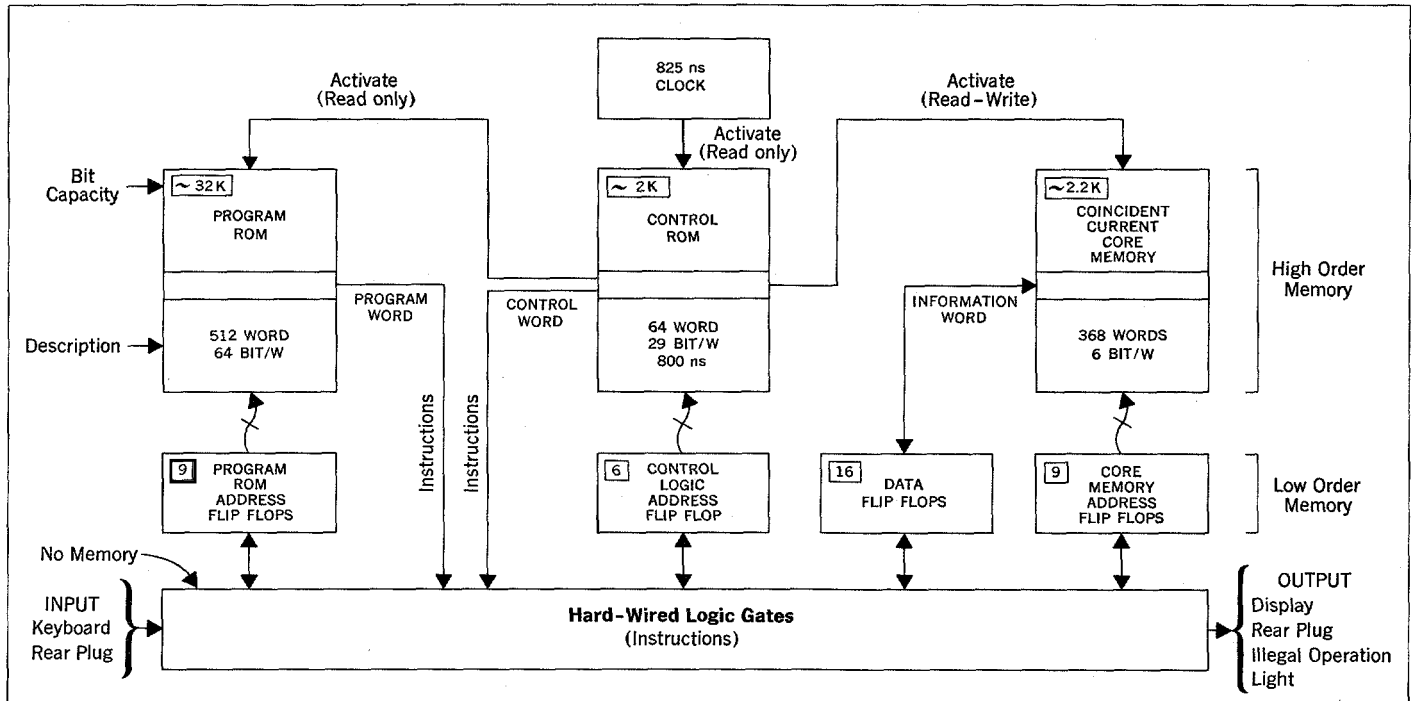 825 ns
CLOCK
Activate
(Read only)
Activate
(Read-Write)
Activate
(Read only)
Bit
Capacity
~ 32K
PROGRAM
ROM
~ 2K
CONTROL
ROM
~2.2K
COINCIDENT
CURRENT
CORE
MEMORY
High Order
Memory
PROGRAM
WORD
CONTROL
WORD
INFORMATION
WORD
Description
512 WORD
64 BIT/W
64 WORD
29 BIT/W
800 ns
368 WORDS
6 BIT/W
Instructions
Instructions
9
PROGRAM
ROM
ADDRESS
FLIP FLOPS
6
CONTROL
LOGIC
ADDRESS
FLIP FLOP
16
DATA
FLIP FLOPS
9
CORE
MEMORY
ADDRESS
FLIP FLOPS
Low Order
Memory
No Memory
INPUT
Keyboard
Rear Plug
Hard-Wired Logic Gates
(Instructions)
OUTPUT
Display
Rear Plug
Illegal Operation
Light